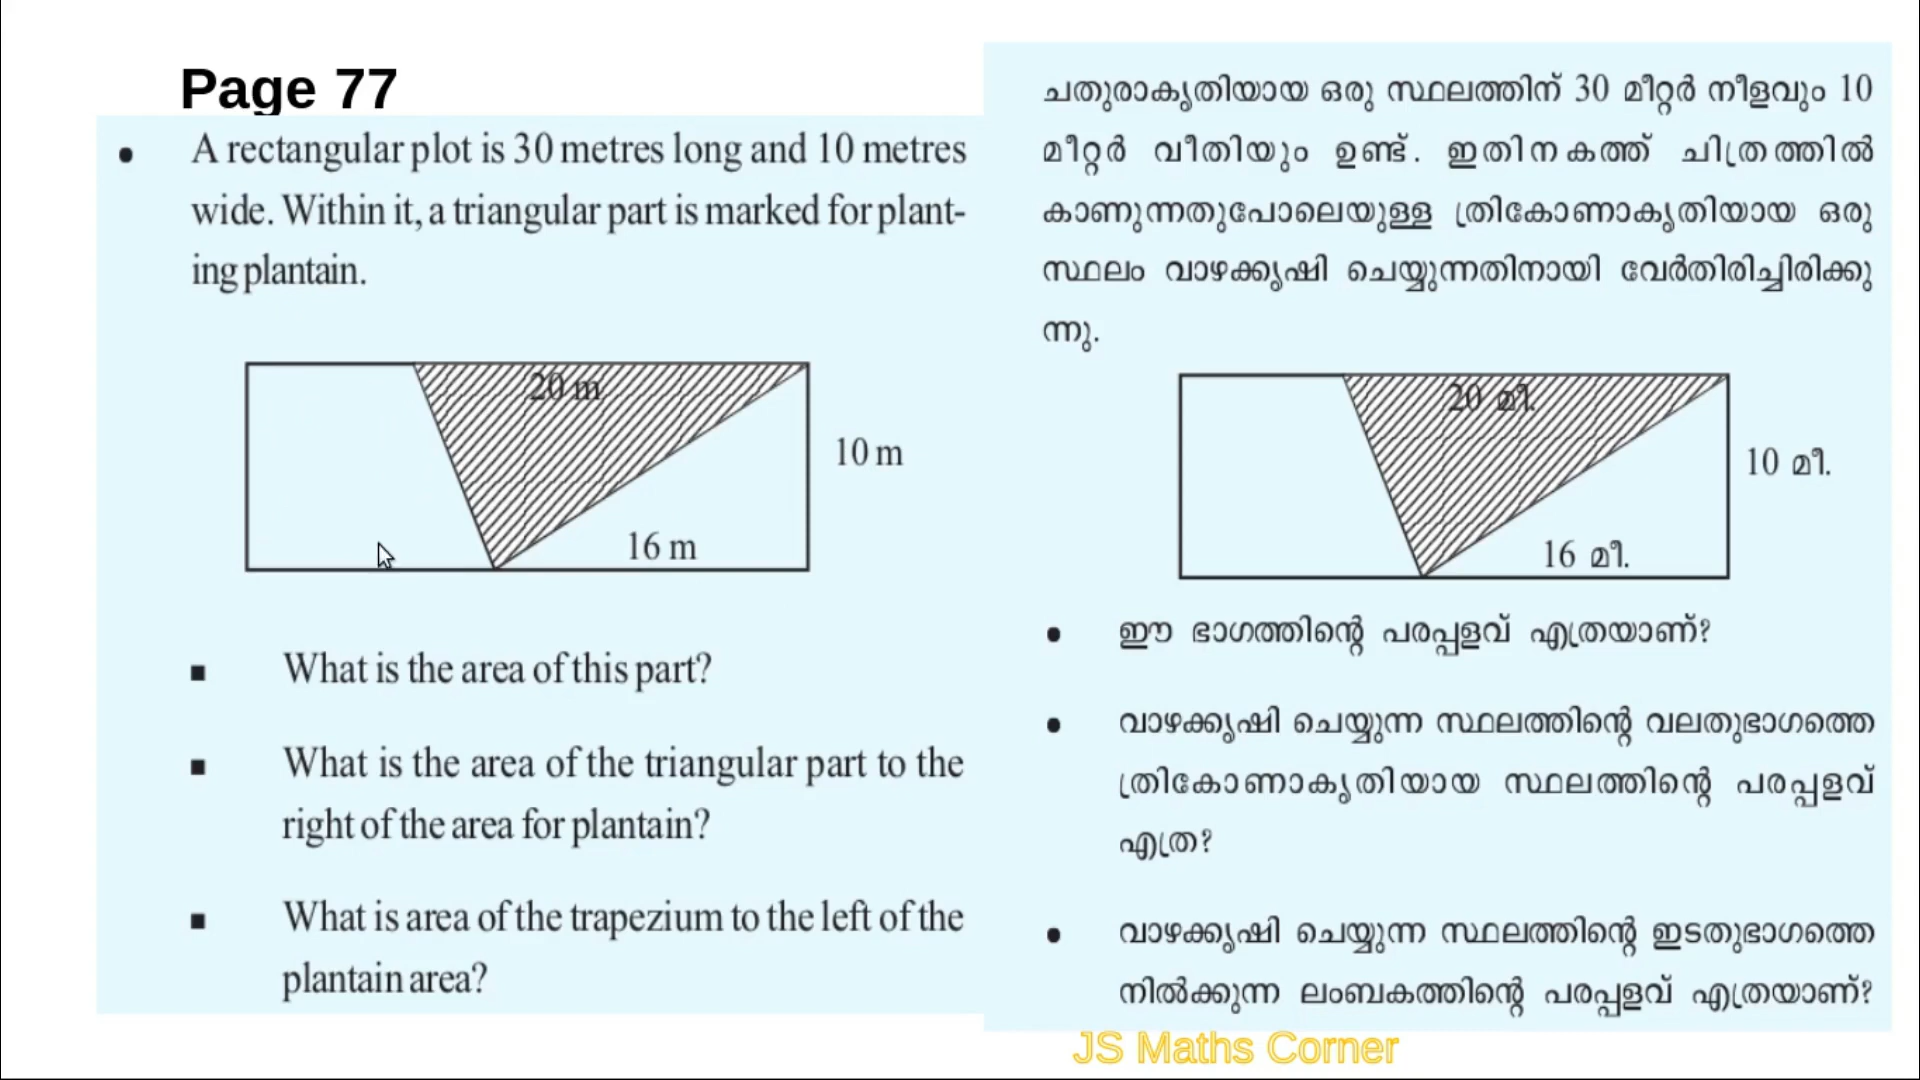 Page 77
• A rectangular plot is 30 metres long and 10 metres
wide. Within it, a triangular part is marked for plant-
ing plantain.
20 m
10 m
16 m
▪ What is the area of this part?
▪ What is the area of the triangular part to the
right of the area for plantain?
▪ What is area of the trapezium to the left of the
plantain area?
ചതുരാകൃതിയായ ഒരു സ്ഥലത്തിന് 30 മീറ്റർ നീളവും 10
മീറ്റർ വീതിയും ഉണ്ട്. ഇതിനകത്ത് ചിത്രത്തിൽ
കാണുന്നതുപോലെയുള്ള ത്രികോണാകൃതിയായ ഒരു
സ്ഥലം വാഴക്കൃഷി ചെയ്യുന്നതിനായി വേർതിരിച്ചിരിക്കു
ന്നു.
20 മീ.
10 മീ.
16 മീ.
• ഈ ഭാഗത്തിന്റെ പരപ്പളവ് എത്രയാണ്?
• വാഴക്കൃഷി ചെയ്യുന്ന സ്ഥലത്തിന്റെ വലതുഭാഗത്തെ
ത്രികോണാകൃതിയായ സ്ഥലത്തിന്റെ പരപ്പളവ്
എത്ര?
• വാഴക്കൃഷി ചെയ്യുന്ന സ്ഥലത്തിന്റെ ഇടതുഭാഗത്തെ
നിൽക്കുന്ന ലംബകത്തിന്റെ പരപ്പളവ് എത്രയാണ്?
JS Maths Corner